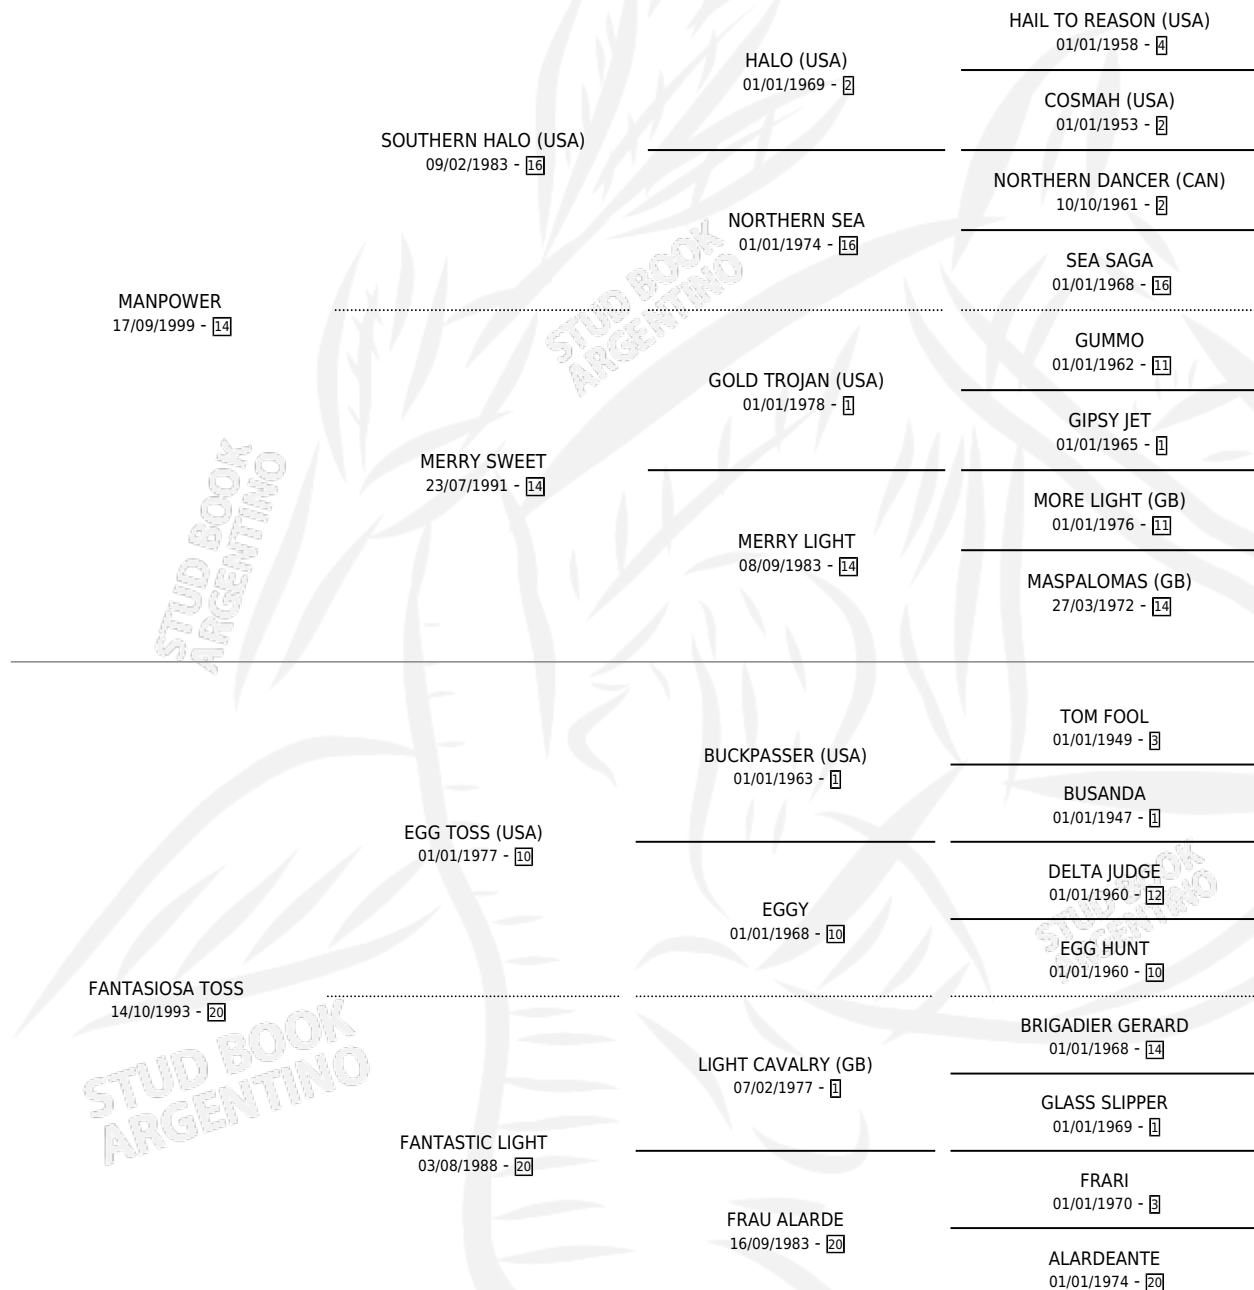 HAIL TO REASON (USA)
01/01/1958 - 4
HALO (USA)
01/01/1969 - 2
COSMAH (USA)
01/01/1953 - 2
SOUTHERN HALO (USA)
09/02/1983 - 16
NORTHERN DANCER (CAN)
10/10/1961 - 2
NORTHERN SEA
01/01/1974 - 16
SEA SAGA
01/01/1968 - 16
MANPOWER
17/09/1999 - 14
GUMMO
01/01/1962 - 11
GOLD TROJAN (USA)
01/01/1978 - 1
GIPSY JET
01/01/1965 - 1
MERRY SWEET
23/07/1991 - 14
MORE LIGHT (GB)
01/01/1976 - 11
MERRY LIGHT
08/09/1983 - 14
MASPALOMAS (GB)
27/03/1972 - 14
TOM FOOL
01/01/1949 - 3
BUCKPASSER (USA)
01/01/1963 - 1
BUSANDA
01/01/1947 - 1
EGG TOSS (USA)
01/01/1977 - 10
DELTA JUDGE
01/01/1960 - 12
EGGY
01/01/1968 - 10
EGG HUNT
01/01/1960 - 10
FANTASIOSA TOSS
14/10/1993 - 20
BRIGADIER GERARD
01/01/1968 - 14
LIGHT CAVALRY (GB)
07/02/1977 - 1
GLASS SLIPPER
01/01/1969 - 1
FANTASTIC LIGHT
03/08/1988 - 20
FRARI
01/01/1970 - 3
FRAU ALARDE
16/09/1983 - 20
ALARDEANTE
01/01/1974 - 20
STUD BOOK
ARGENTINO
STUD BOOK
ARGENTINO
STUD BOOK
ARGENTINO
STUD BOOK
ARGENTINO